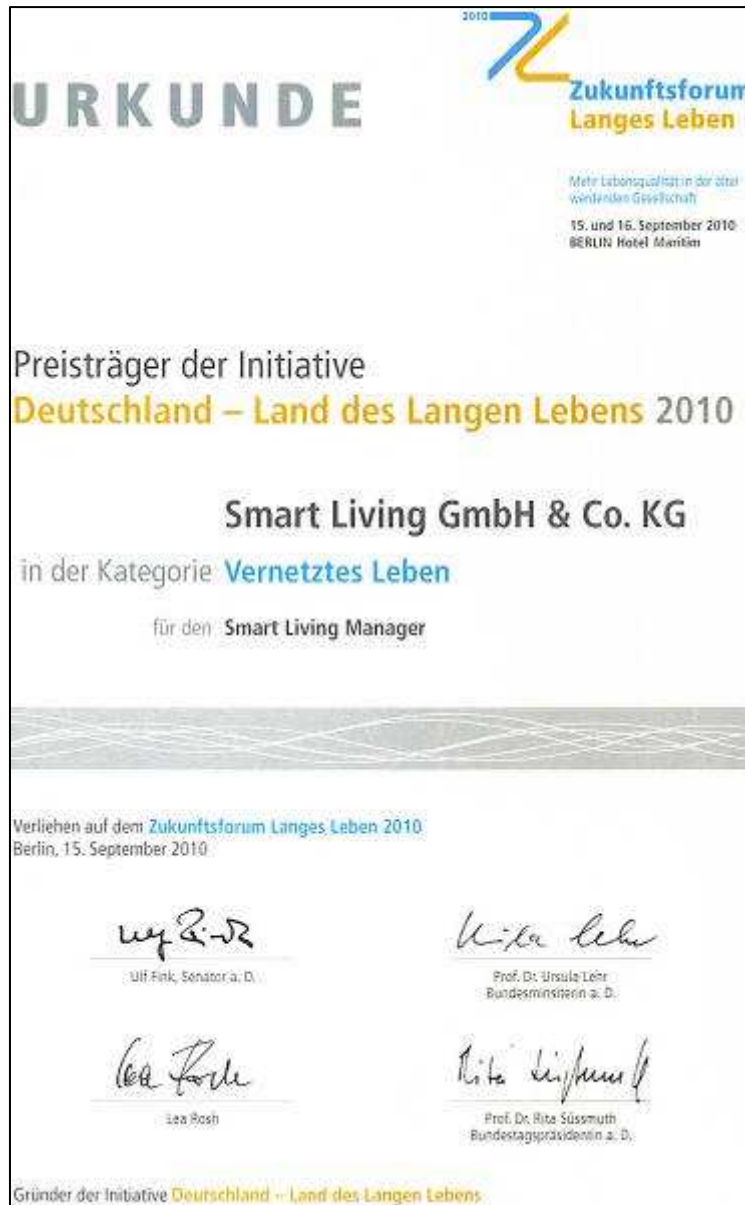 URKUNDE
2010
Zukunftsforum
Langes Leben
Mehr Lebensqualität in der älter
werdenden Gesellschaft
15. und 16. September 2010
BERLIN Hotel Maritim
Preisträger der Initiative
Deutschland – Land des Langen Lebens 2010
Smart Living GmbH & Co. KG
in der Kategorie Vernetztes Leben
für den Smart Living Manager
Verliehen auf dem Zukunftsforum Langes Leben 2010
Berlin, 15. September 2010
Ulf Fink, Senator a. D.
Prof. Dr. Ursula Lehr
Bundesminsiterin a. D.
Lea Rosh
Prof. Dr. Rita Süssmuth
Bundestagspräsidentin a. D.
Gründer der Initiative Deutschland – Land des Langen Lebens